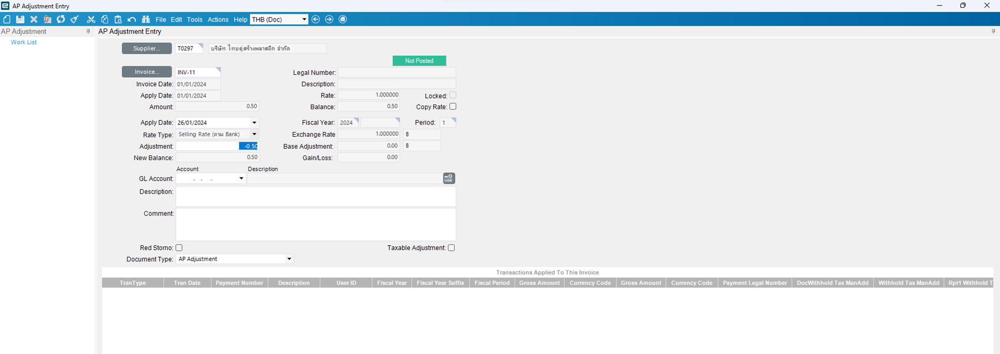 AP Adjustment Entry
File Edit Tools Actions Help THB (Doc)
AP Adjustment
AP Adjustment Entry
Work List
Supplier... T0297 บริษัท ไทยดู่สร้างพลาสติก จำกัด
Not Posted
Invoice... INV-11 Legal Number:
Invoice Date: 01/01/2024 Description:
Apply Date: 01/01/2024 Rate: 1.000000 Locked:
Amount: 0.50 Balance: 0.50 Copy Rate:
Apply Date: 26/01/2024 Fiscal Year: 2024 Period: 1
Rate Type: Selling Rate (ตาม Bank) Exchange Rate 1.000000 ฿
Adjustment: -0.50 Base Adjustment: 0.00 ฿
New Balance: 0.50 Gain/Loss: 0.00
Account Description
GL Account: - - -
Description:
Comment:
Red Storno: Taxable Adjustment:
Document Type: AP Adjustment
Transactions Applied To This Invoice
TranType Tran Date Payment Number Description User ID Fiscal Year Fiscal Year Suffix Fiscal Period Gross Amount Currency Code Gross Amount Currency Code Payment Legal Number DocWithhold Tax ManAdd Withhold Tax ManAdd Rpt1 Withhold T